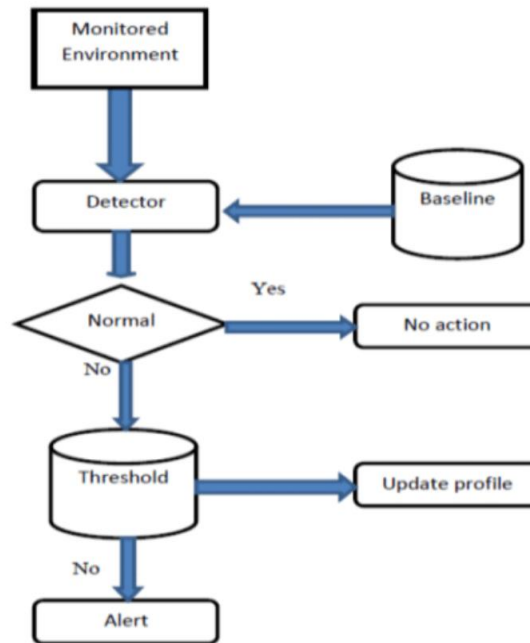 Monitored
Environment
Detector
Baseline
Yes
Normal
No action
No
Threshold
Update profile
No
Alert